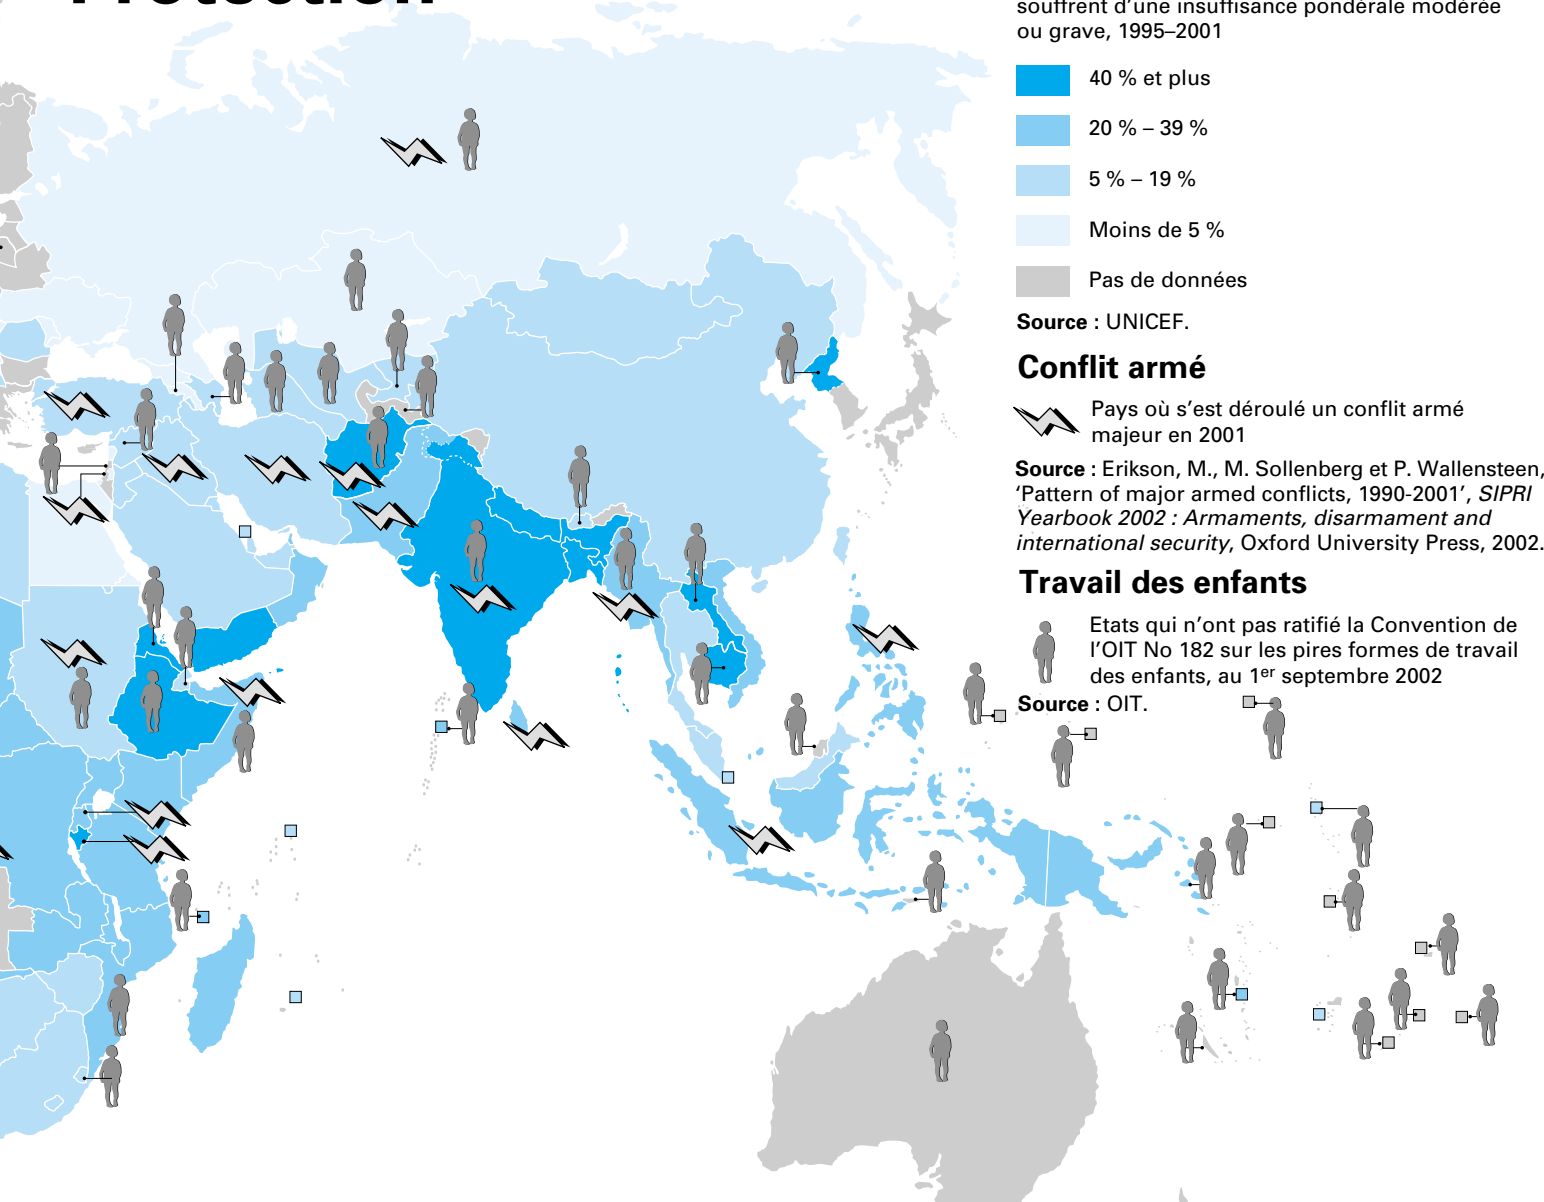 Protection
souffrent d'une insuffisance pondérale modérée
ou grave, 1995–2001
40 % et plus
20 % – 39 %
5 % – 19 %
Moins de 5 %
Pas de données
Source : UNICEF.
Conflit armé
Pays où s'est déroulé un conflit armé
majeur en 2001
Source : Erikson, M., M. Sollenberg et P. Wallensteen,
'Pattern of major armed conflicts, 1990-2001', SIPRI
Yearbook 2002 : Armaments, disarmament and
international security, Oxford University Press, 2002.
Travail des enfants
Etats qui n'ont pas ratifié la Convention de
l'OIT No 182 sur les pires formes de travail
des enfants, au 1er septembre 2002
Source : OIT.